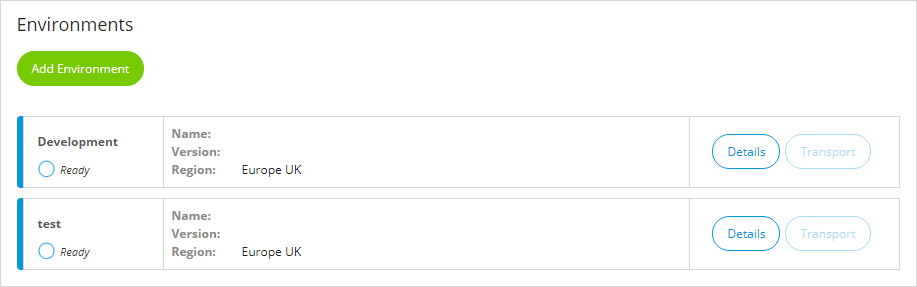 Environments
Add Environment
Development
Ready
Name:
Version:
Region: Europe UK
Details
Transport
test
Ready
Name:
Version:
Region: Europe UK
Details
Transport